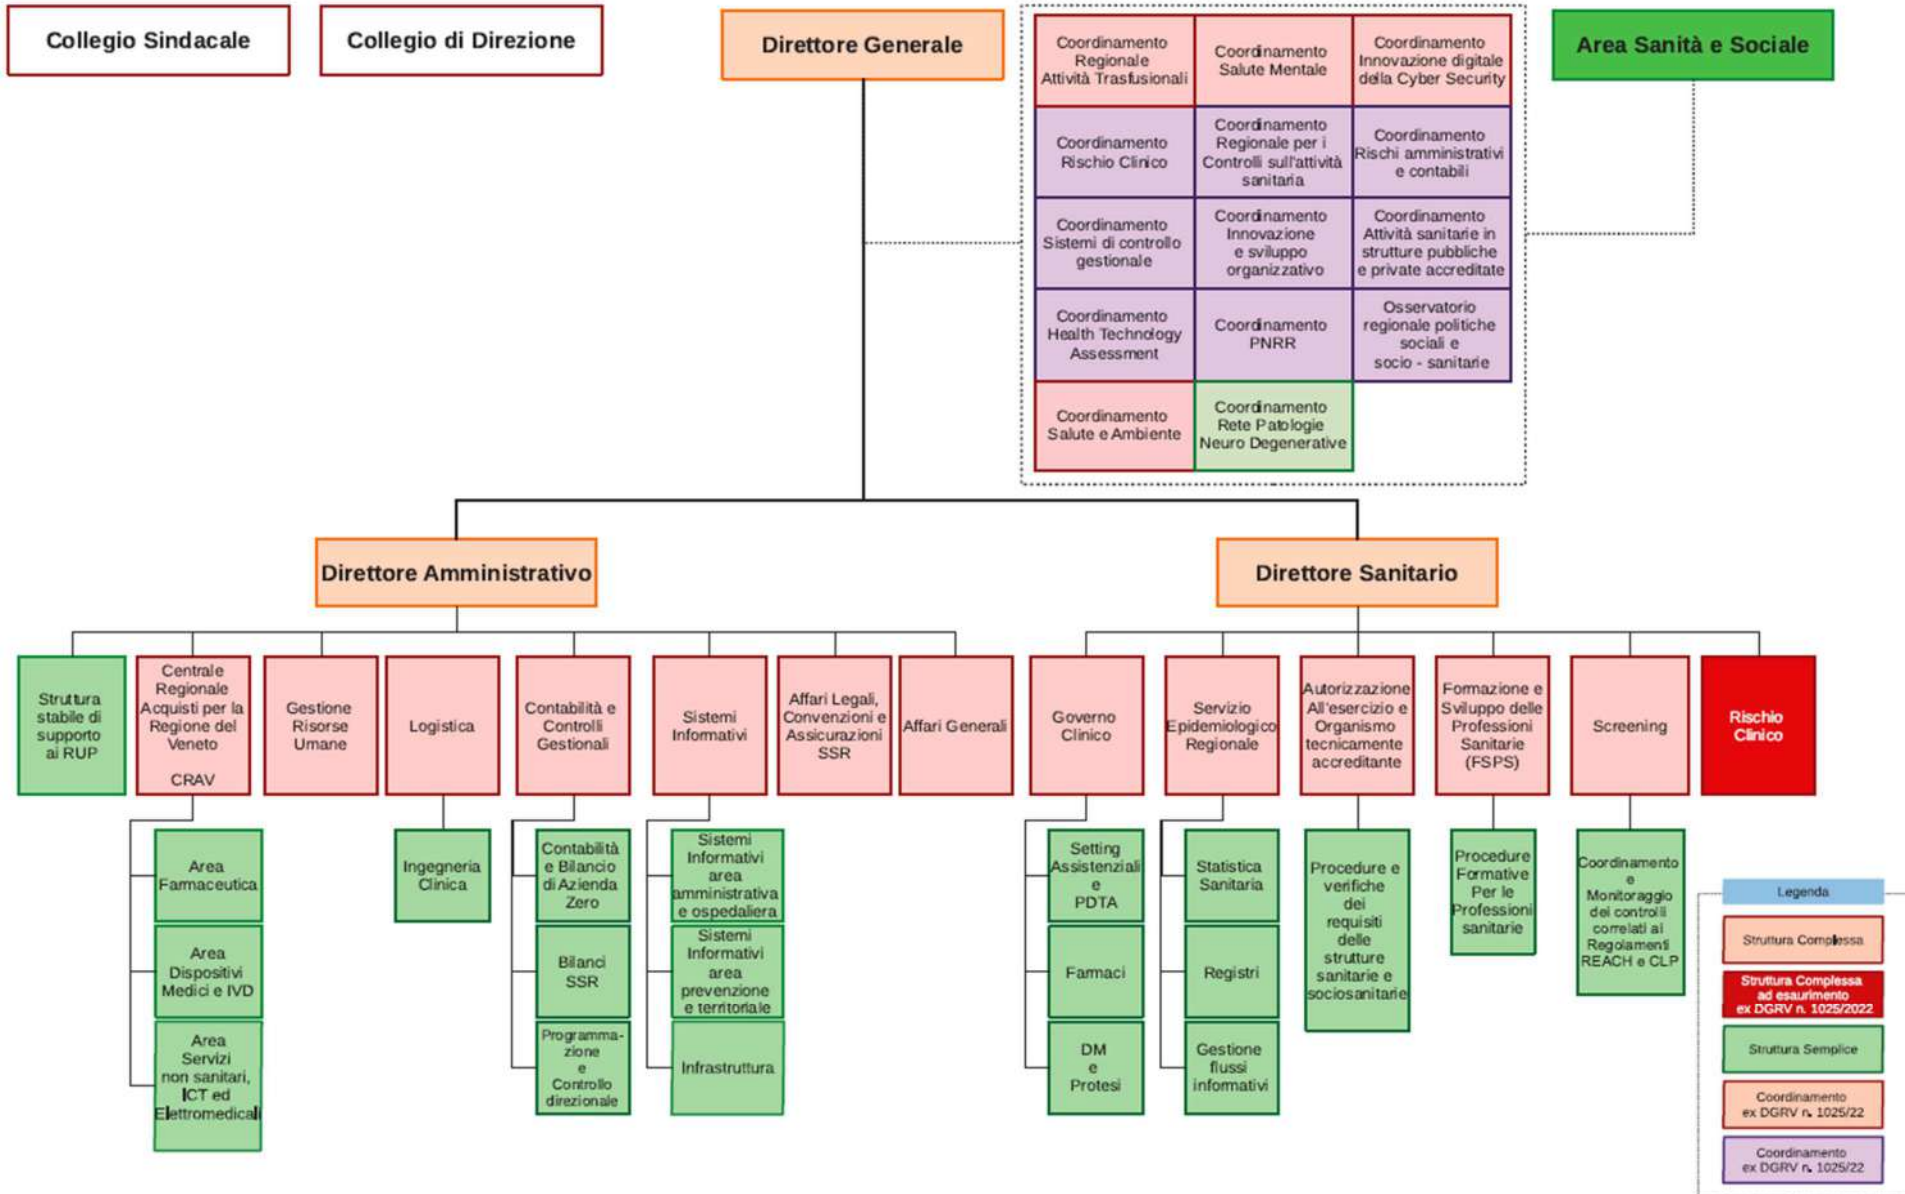 Collegio Sindacale
Collegio di Direzione
Direttore Generale
Coordinamento
Regionale
Attività Trasfusionali
Coordinamento
Salute Mentale
Coordinamento
Innovazione digitale
della Cyber Security
Area Sanità e Sociale
Coordinamento
Rischio Clinico
Coordinamento
Regionale per i
Controlli sull'attività
sanitaria
Coordinamento
Rischi amministrativi
e contabili
Coordinamento
Sistemi di controllo
gestionale
Coordinamento
Innovazione
e sviluppo
organizzativo
Coordinamento
Attività sanitarie in
strutture pubbliche
e private accreditate
Coordinamento
Health Technology
Assessment
Coordinamento
PNRR
Osservatorio
regionale politiche
sociali e
socio - sanitarie
Coordinamento
Salute e Ambiente
Coordinamento
Rete Patologie
Neuro Degenerative
Direttore Amministrativo
Direttore Sanitario
Struttura
stabile di
supporto
ai RUP
Centrale
Regionale
Acquisti per la
Regione del
Veneto
CRAV
Gestione
Risorse
Umane
Logistica
Contabilità e
Controlli
Gestionali
Sistemi
Informativi
Affari Legali,
Convenzioni e
Assicurazioni
SSR
Affari Generali
Governo
Clinico
Servizio
Epidemiologico
Regionale
Autorizzazione
All'esercizio e
Organismo
tecnicamente
accreditante
Formazione e
Sviluppo delle
Professioni
Sanitarie
(FSPS)
Screening
Rischio
Clinico
Area
Farmaceutica
Area
Dispositivi
Medici e IVD
Area
Servizi
non sanitari,
ICT ed
Elettromedicali
Ingegneria
Clinica
Contabilità
e Bilancio
di Azienda
Zero
Bilanci
SSR
Programma-
zione
e
Controllo
direzionale
Sistemi
Informativi
area
amministrativa
e ospedaliera
Sistemi
Informativi
area
prevenzione
e territoriale
Infrastruttura
Setting
Assistenziali
e
PDTA
Farmaci
DM
e
Protesi
Statistica
Sanitaria
Registri
Gestione
flussi
informativi
Procedure e
verifiche
dei
requisiti
delle
strutture
sanitarie e
sociosanitarie
Procedure
Formative
Per le
Professioni
sanitarie
Coordinamento
e
Monitoraggio
dei controlli
correlati ai
Regolamenti
REACH e CLP
Legenda
Struttura Complessa
Struttura Complessa
ad esaurimento
ex DGRV n. 1025/2022
Struttura Semplice
Coordinamento
ex DGRV n. 1025/22
Coordinamento
ex DGRV n. 1025/22